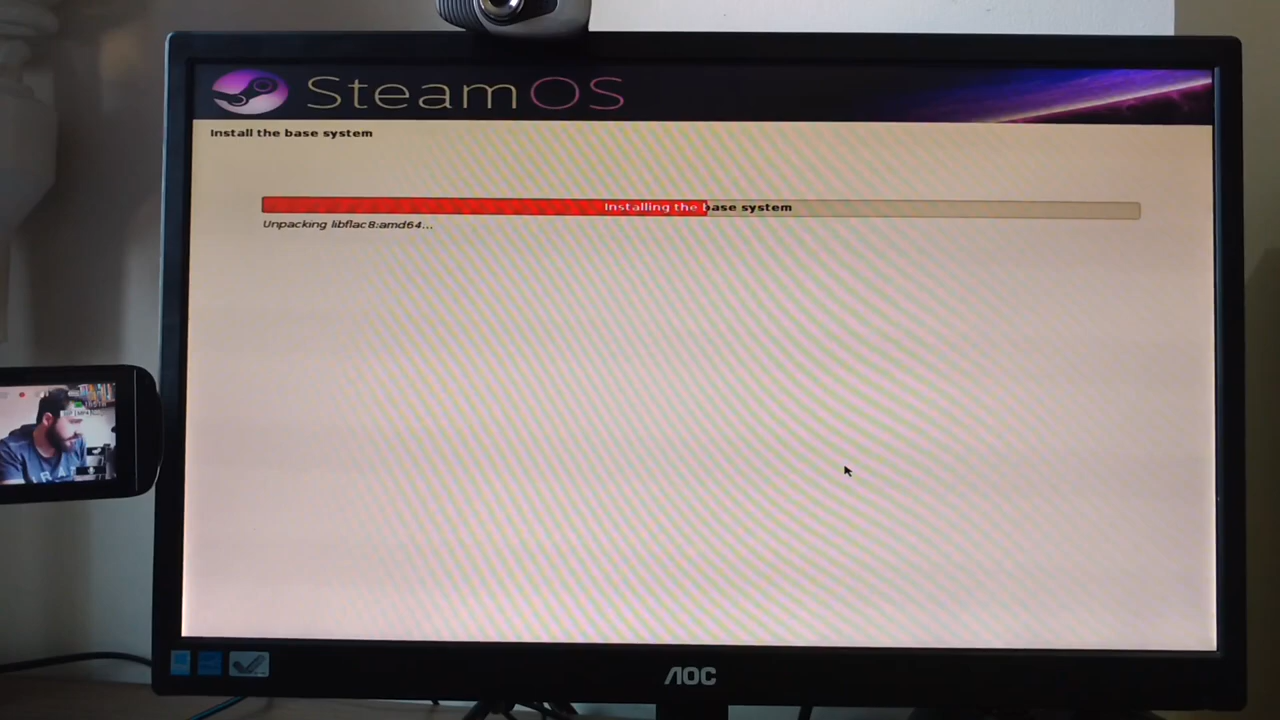 SteamOS
Install the base system
Installing the base system
Unpacking libflac8:amd64...
AOC